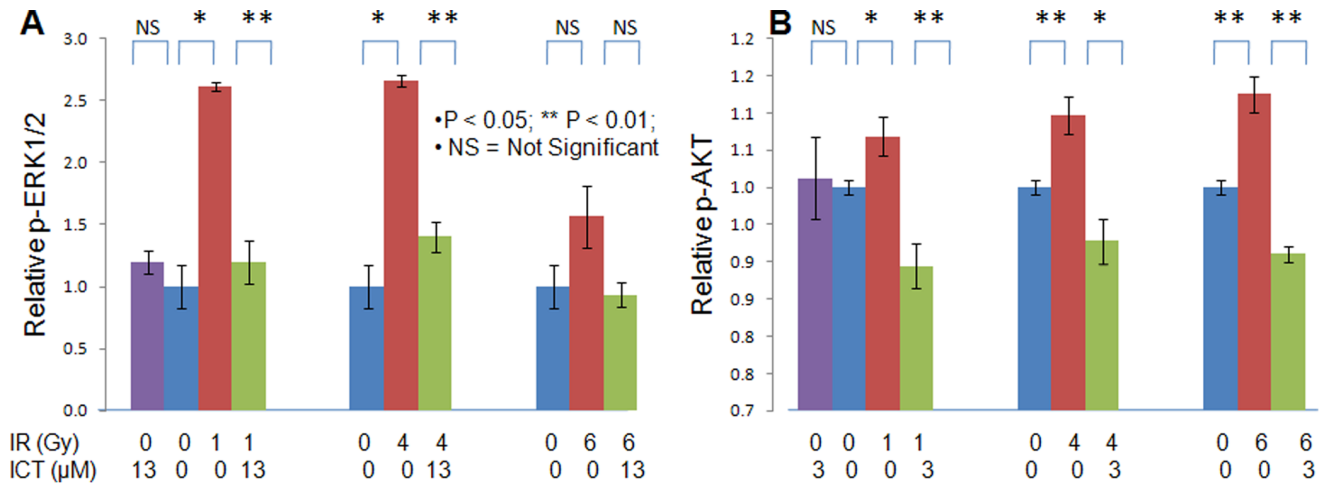 A
NS * ** * ** NS NS
3.0
2.5
2.0
1.5
1.0
0.5
0.0
Relative p-ERK1/2
•P < 0.05; ** P < 0.01;
• NS = Not Significant
IR (Gy) 0 0 1 1 0 4 4 0 6 6
ICT (µM) 13 0 0 13 0 0 13 0 0 13
B
NS * ** ** * ** **
1.2
1.2
1.1
1.1
1.0
1.0
0.9
0.9
0.8
0.8
0.7
Relative p-AKT
0 0 1 1 0 4 4 0 6 6
3 0 0 3 0 0 3 0 0 3